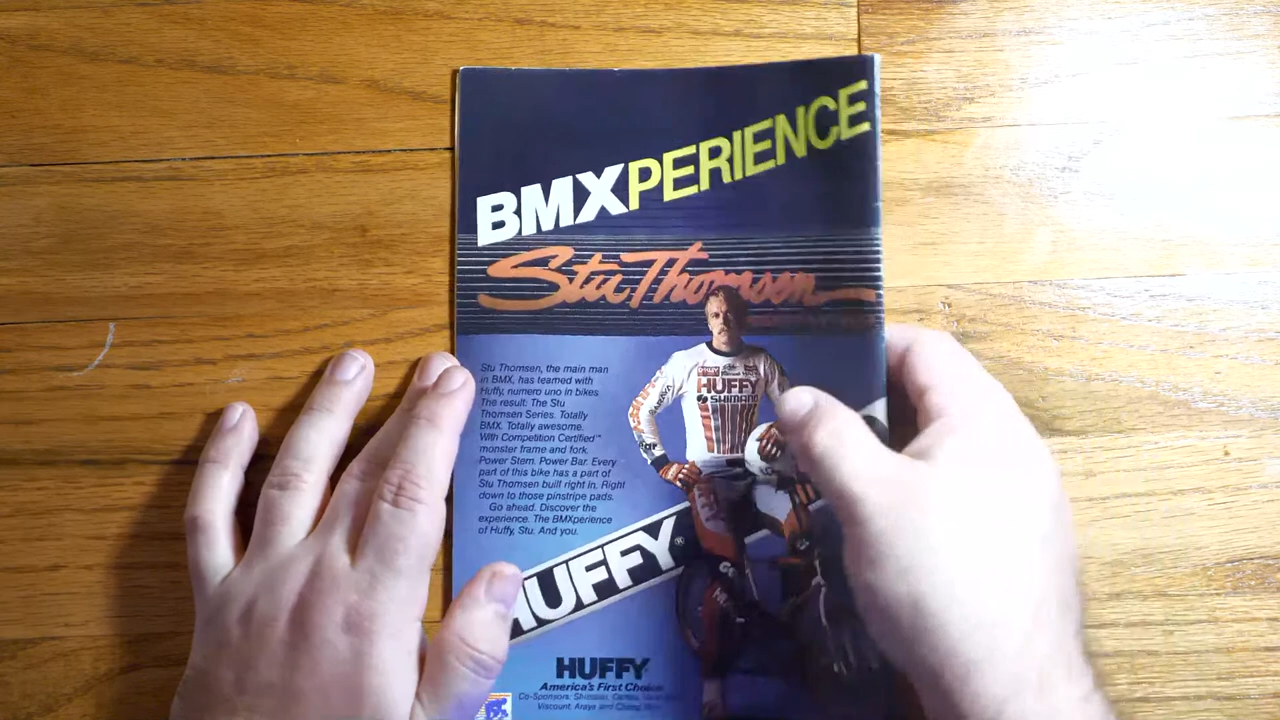 BMXPERIENCE
Stu Thomsen
Stu Thomsen, the main man
in BMX, has teamed with
Huffy, numero uno in bikes
The result: The Stu
Thomsen Series. Totally
BMX. Totally awesome.
With Competition Certified™
monster frame and fork.
Power Stem. Power Bar. Every
part of this bike has a part of
Stu Thomsen built right in. Right
down to those pinstripe pads.
Go ahead. Discover the
experience. The BMXperience
of Huffy, Stu. And you.
OAKLEY
HUFFY
SHIMANO
HUFFY®
HUFFY
America's First Choice
Co-Sponsors: Shimano,
Viscount, Araya and